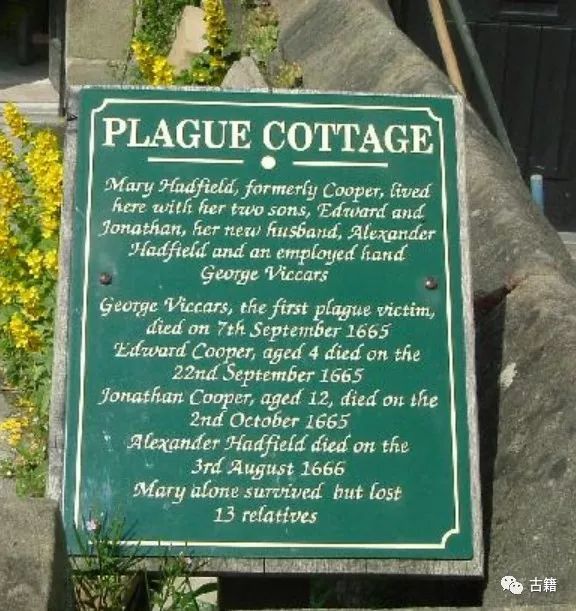 PLAGUE COTTAGE
Mary Hadfield, formerly Cooper, lived
here with her two sons, Edward and
Jonathan, her new husband, Alexander
Hadfield and an employed hand
George Viccars
George Viccars, the first plague victim,
died on 7th September 1665
Edward Cooper, aged 4 died on the
22nd September 1665
Jonathan Cooper, aged 12, died on the
2nd October 1665
Alexander Hadfield died on the
3rd August 1666
Mary alone survived but lost
13 relatives
古籍